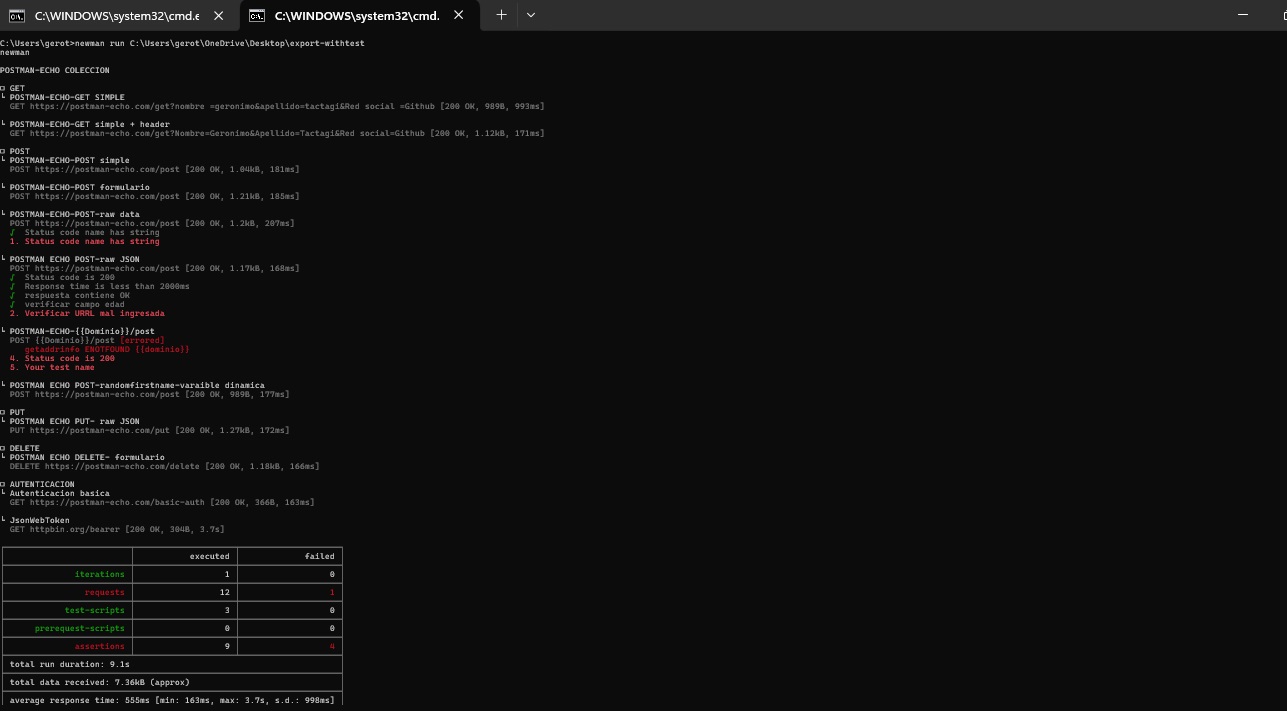 C:\WINDOWS\system32\cmd.e
C:\WINDOWS\system32\cmd.
C:\Users\gerot>newman run C:\Users\gerot\OneDrive\Desktop\export-withtest
newman
POSTMAN-ECHO COLECCION
□ GET
└ POSTMAN-ECHO-GET SIMPLE
GET https://postman-echo.com/get?nombre =geronimo&apellido=tactagi&Red social =Github [200 OK, 989B, 993ms]
└ POSTMAN-ECHO-GET simple + header
GET https://postman-echo.com/get?Nombre=Geronimo&Apellido=Tactagi&Red social=Github [200 OK, 1.12kB, 171ms]
□ POST
└ POSTMAN-ECHO-POST simple
POST https://postman-echo.com/post [200 OK, 1.04kB, 181ms]
└ POSTMAN-ECHO-POST formulario
POST https://postman-echo.com/post [200 OK, 1.21kB, 185ms]
└ POSTMAN-ECHO-POST-raw data
POST https://postman-echo.com/post [200 OK, 1.2kB, 207ms]
√ Status code name has string
1. Status code name has string
└ POSTMAN ECHO POST-raw JSON
POST https://postman-echo.com/post [200 OK, 1.17kB, 168ms]
√ Status code is 200
√ Response time is less than 2000ms
√ respuesta contiene OK
√ verificar campo edad
2. Verificar URRL mal ingresada
└ POSTMAN-ECHO-{{Dominio}}/post
POST {{Dominio}}/post [errored]
getaddrinfo ENOTFOUND {{dominio}}
4. Status code is 200
5. Your test name
└ POSTMAN ECHO POST-randomfirstname-varaible dinamica
POST https://postman-echo.com/post [200 OK, 989B, 177ms]
□ PUT
└ POSTMAN ECHO PUT- raw JSON
PUT https://postman-echo.com/put [200 OK, 1.27kB, 172ms]
□ DELETE
└ POSTMAN ECHO DELETE- formulario
DELETE https://postman-echo.com/delete [200 OK, 1.18kB, 166ms]
□ AUTENTICACION
└ Autenticacion basica
GET https://postman-echo.com/basic-auth [200 OK, 366B, 163ms]
└ JsonWebToken
GET httpbin.org/bearer [200 OK, 304B, 3.7s]
executed failed
iterations 1 0
requests 12 1
test-scripts 3 0
prerequest-scripts 0 0
assertions 9 4
total run duration: 9.1s
total data received: 7.36kB (approx)
average response time: 555ms [min: 163ms, max: 3.7s, s.d.: 998ms]